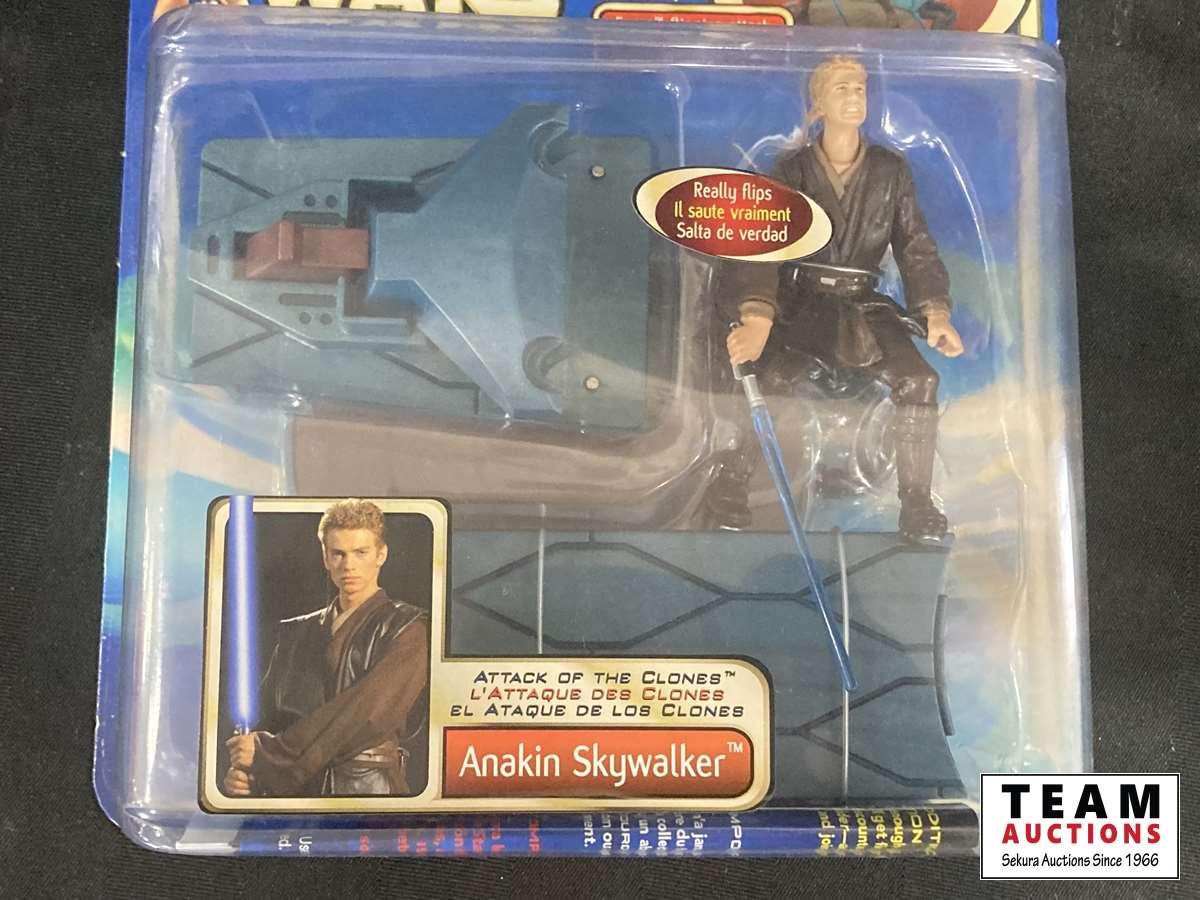 WARS
Really flips
Il saute vraiment
Salta de verdad
ATTACK OF THE CLONES™
L'ATTAQUE DES CLONES
EL ATAQUE DE LOS CLONES
Anakin Skywalker™
TEAM
AUCTIONS
Sekura Auctions Since 1966